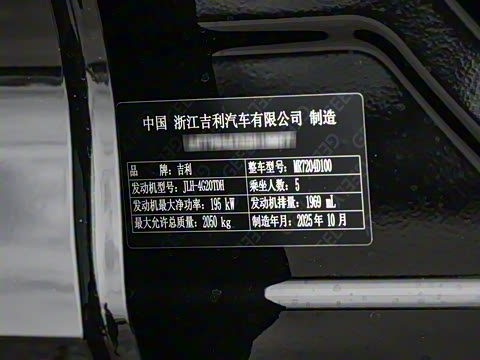 中国 浙江吉利汽车有限公司 制造
品 牌：吉利 整车型号：MR7204D100
发动机型号：JLH-4G20TDH 乘坐人数：5
发动机最大净功率：195 kW 发动机排量：1969 mL
最大允许总质量：2050 kg 制造年月：2025 年 10 月